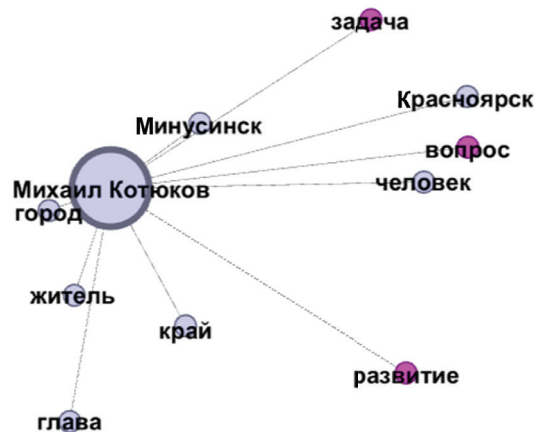 задача
Красноярск
Минусинск
вопрос
человек
Михаил Котюков
город
житель
край
развитие
глава